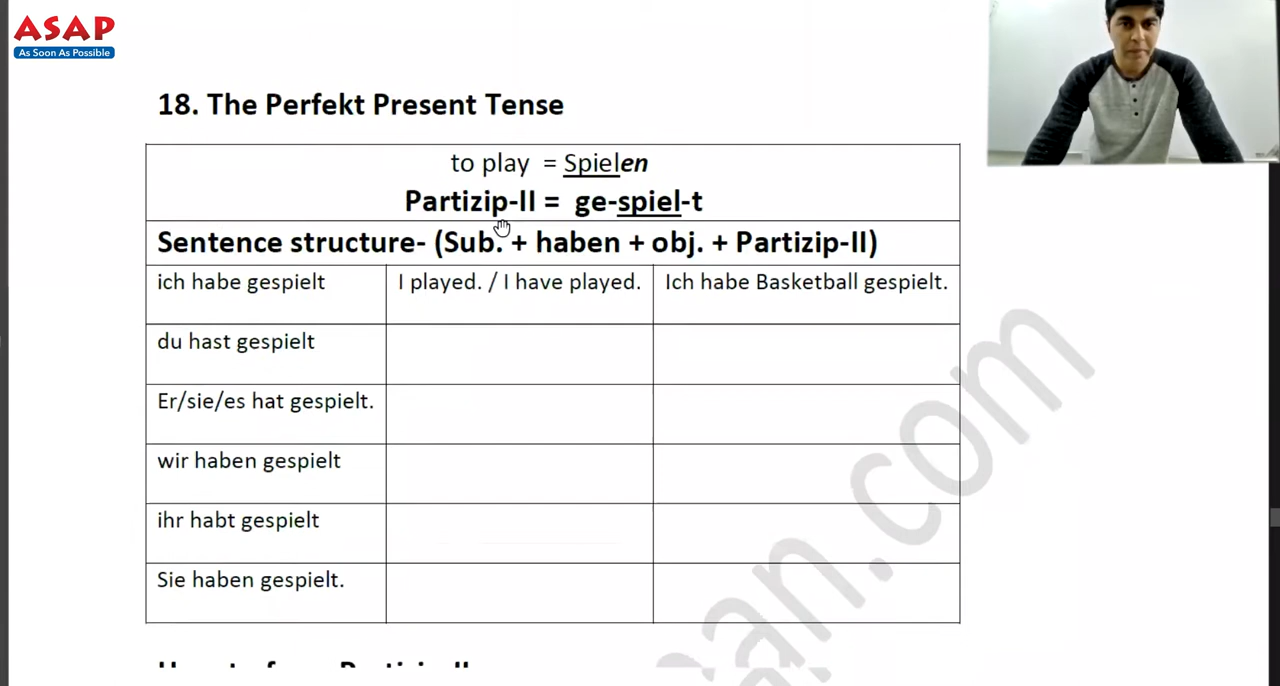 ASAP
As Soon As Possible
18. The Perfekt Present Tense
to play = Spielen
Partizip-II = ge-spiel-t
Sentence structure- (Sub. + haben + obj. + Partizip-II)
ich habe gespielt
I played. / I have played.
Ich habe Basketball gespielt.
du hast gespielt
Er/sie/es hat gespielt.
wir haben gespielt
ihr habt gespielt
Sie haben gespielt.
an.com